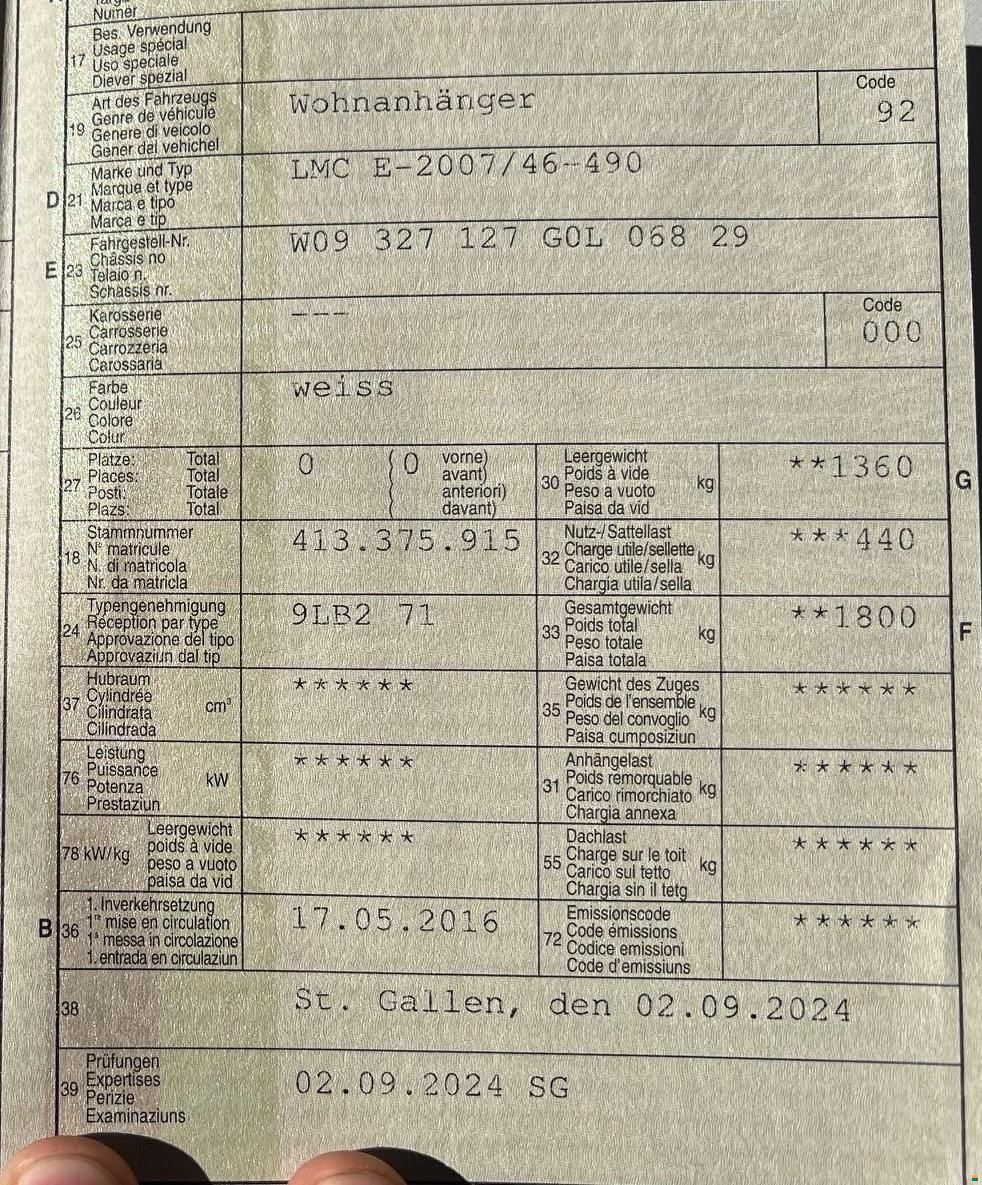 Numer
17 Bes. Verwendung
Usage spécial
Uso speciale
Diever spezial
19 Art des Fahrzeugs
Genre de véhicule
Genere di veicolo
Gener dal vehichel
Wohnanhänger
Code
92
D 21 Marke und Typ
Marque et type
Marca e tipo
Marca e tip
LMC E-2007/46-490
E 23 Fahrgestell-Nr.
Châssis no
Telaio n.
Schassis nr.
W09 327 127 G0L 068 29
25 Karosserie
Carrosserie
Carrozzeria
Carossaria
---
Code
000
26 Farbe
Couleur
Colore
Colur
weiss
27 Plätze: Total
Places: Total
Posti: Totale
Plazs: Total
0 ( 0 vorne)
avant)
anteriori)
davant)
30 Leergewicht
Poids à vide
Peso a vuoto
Paisa da vid
kg
**1360
G
18 Stammnummer
N° matricule
N. di matricola
Nr. da matricla
413.375.915
32 Nutz-/Sattellast
Charge utile/sellette
Carico utile/sella
Chargia utila/sella
kg
***440
24 Typengenehmigung
Réception par type
Approvazione del tipo
Approvaziun dal tip
9LB2 71
33 Gesamtgewicht
Poids total
Peso totale
Paisa totala
kg
**1800
F
37 Hubraum
Cylindrée
Cilindrata
Cilindrada
cm³
******
35 Gewicht des Zuges
Poids de l'ensemble
Peso del convoglio
Paisa cumposiziun
kg
******
76 Leistung
Puissance
Potenza
Prestaziun
kW
******
31 Anhängelast
Poids remorquable
Carico rimorchiato
Chargia annexa
kg
******
78 kW/kg
Leergewicht
poids à vide
peso a vuoto
paisa da vid
******
55 Dachlast
Charge sur le toit
Carico sul tetto
Chargia sin il tetg
kg
******
B 36 1. Inverkehrsetzung
1re mise en circulation
1a messa in circolazione
1. entrada en circulaziun
17.05.2016
72 Emissionscode
Code émissions
Codice emissioni
Code d'emissiuns
******
38
St. Gallen, den 02.09.2024
39 Prüfungen
Expertises
Perizie
Examinaziuns
02.09.2024 SG